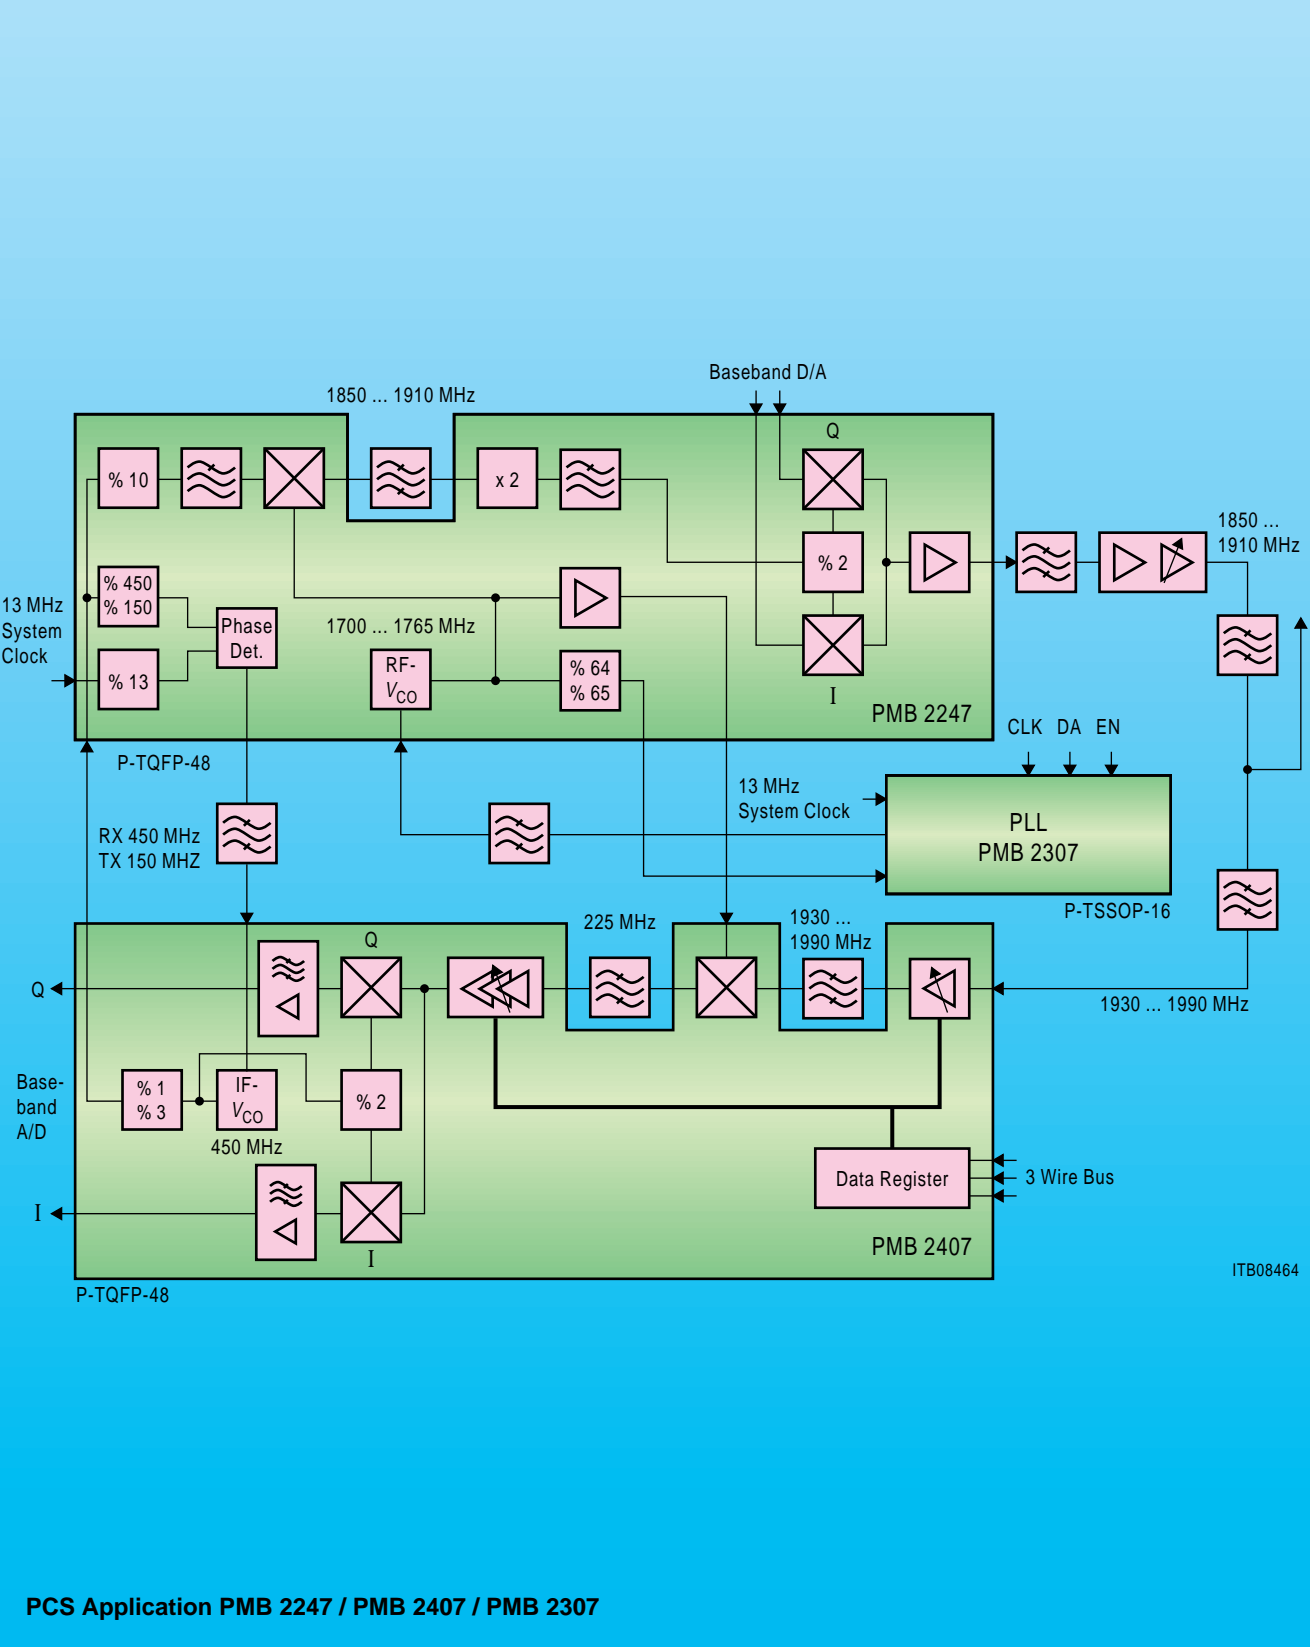 Baseband D/A
1850 ... 1910 MHz
Q
% 10
x 2
1850 ...
1910 MHz
% 2
% 450
% 150
13 MHz
System
Clock
Phase
Det.
1700 ... 1765 MHz
RF-
VCO
% 64
% 65
% 13
I
PMB 2247
CLK DA EN
P-TQFP-48
13 MHz
System Clock
PLL
PMB 2307
RX 450 MHz
TX 150 MHZ
P-TSSOP-16
225 MHz
1930 ...
1990 MHz
Q
Q
1930 ... 1990 MHz
Base-
band
A/D
% 1
% 3
IF-
VCO
% 2
450 MHz
Data Register
3 Wire Bus
I
I
PMB 2407
ITB08464
P-TQFP-48
PCS Application PMB 2247 / PMB 2407 / PMB 2307